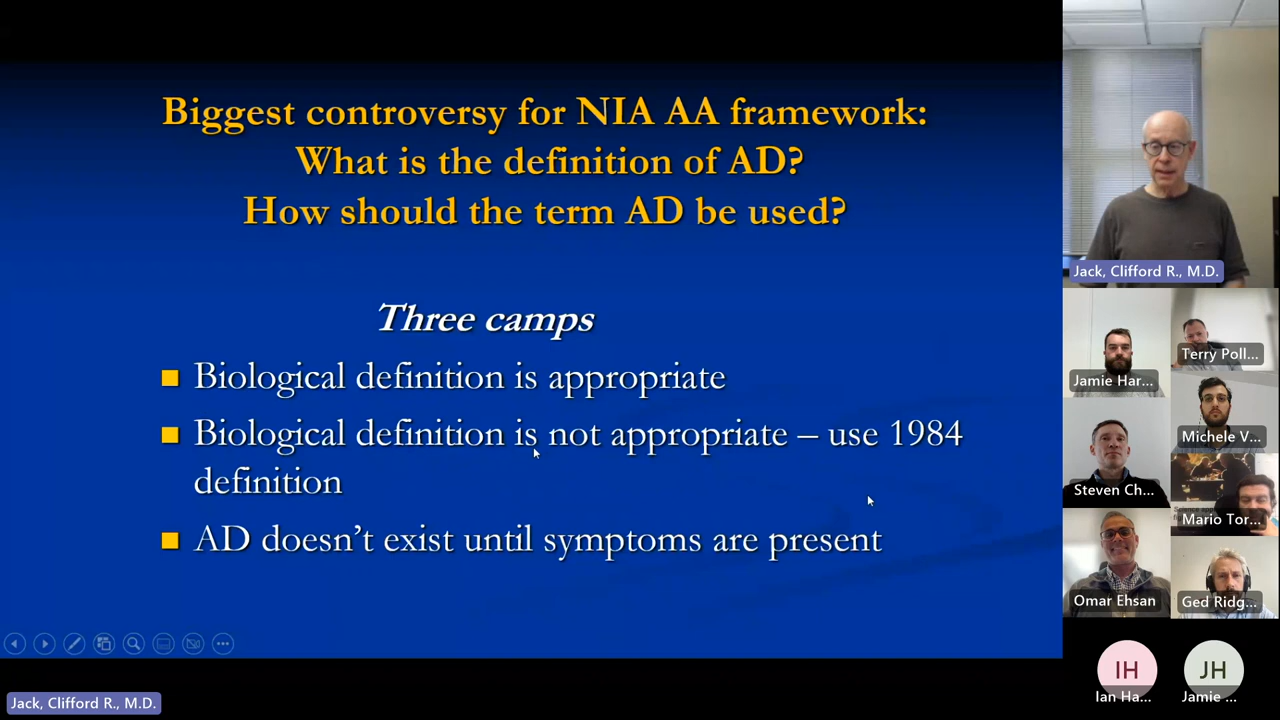 Biggest controversy for NIA AA framework:
What is the definition of AD?
How should the term AD be used?
Three camps
Biological definition is appropriate
Biological definition is not appropriate – use 1984
definition
AD doesn’t exist until symptoms are present
Jack, Clifford R., M.D.
Jack, Clifford R., M.D.
Jamie Har...
Terry Poll...
Steven Ch...
Michele V...
Mario Tor...
Omar Ehsan
Ged Ridg...
IH
Ian Ha...
JH
Jamie ...